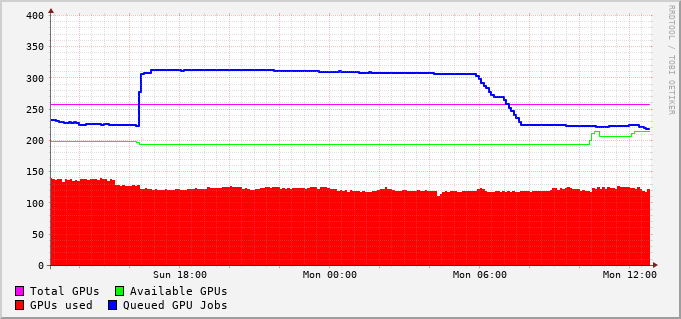 400
350
300
250
200
150
100
50
0
Sun 18:00 Mon 00:00 Mon 06:00 Mon 12:00
Total GPUs Available GPUs
GPUs used Queued GPU Jobs
RRDTOOL / TOBI OETIKER